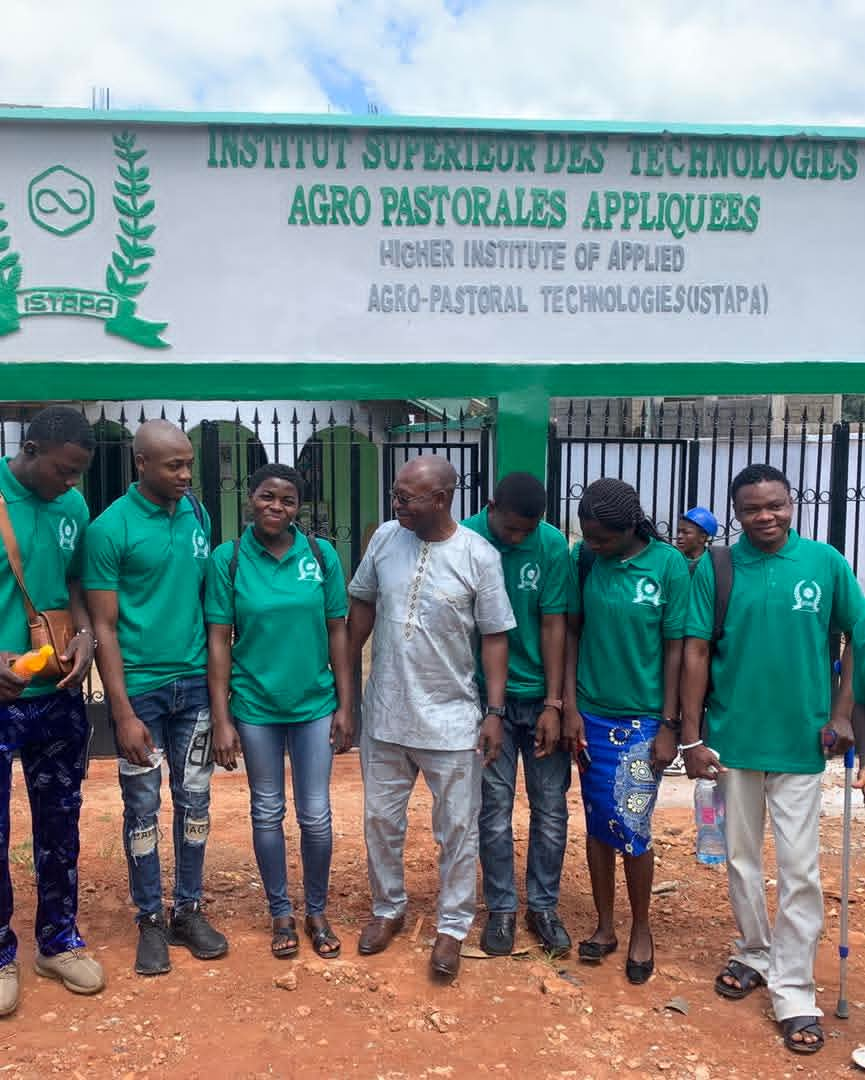 INSTITUT SUPERIEUR DES TECHNOLOGIES
AGRO PASTORALES APPLIQUEES
HIGHER INSTITUTE OF APPLIED
AGRO-PASTORAL TECHNOLOGIES(ISTAPA)
ISTAPA